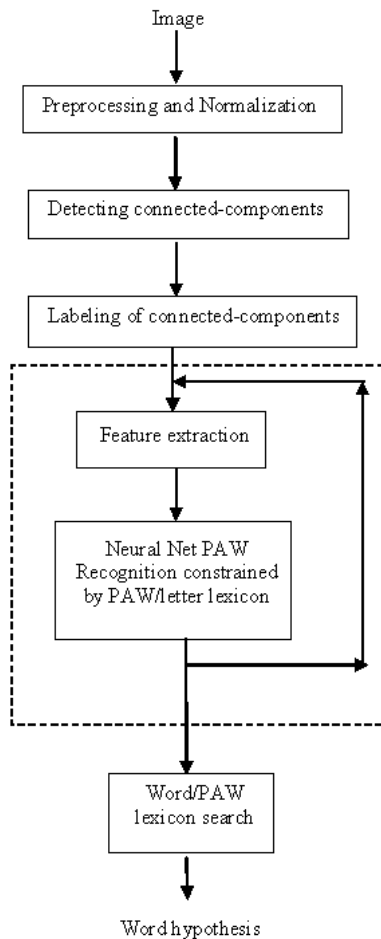 Image
Preprocessing and Normalization
Detecting connected-components
Labeling of connected-components
Feature extraction
Neural Net PAW
Recognition constrained
by PAW/letter lexicon
Word/PAW
lexicon search
Word hypothesis